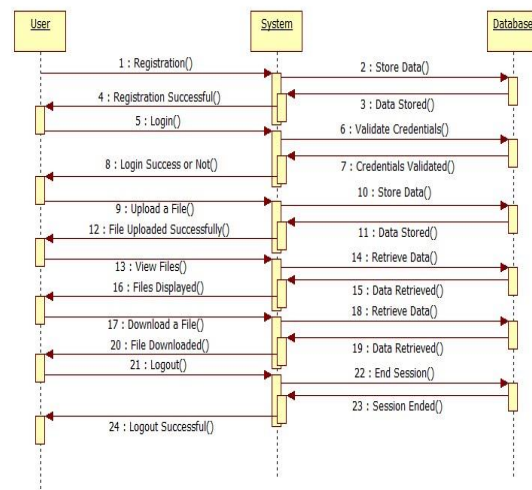 User
System
Database
1 : Registration()
2 : Store Data()
3 : Data Stored()
4 : Registration Successful()
5 : Login()
6 : Validate Credentials()
7 : Credentials Validated()
8 : Login Success or Not()
9 : Upload a File()
10 : Store Data()
11 : Data Stored()
12 : File Uploaded Successfully()
13 : View Files()
14 : Retrieve Data()
15 : Data Retrieved()
16 : Files Displayed()
17 : Download a File()
18 : Retrieve Data()
19 : Data Retrieved()
20 : File Downloaded()
21 : Logout()
22 : End Session()
23 : Session Ended()
24 : Logout Successful()